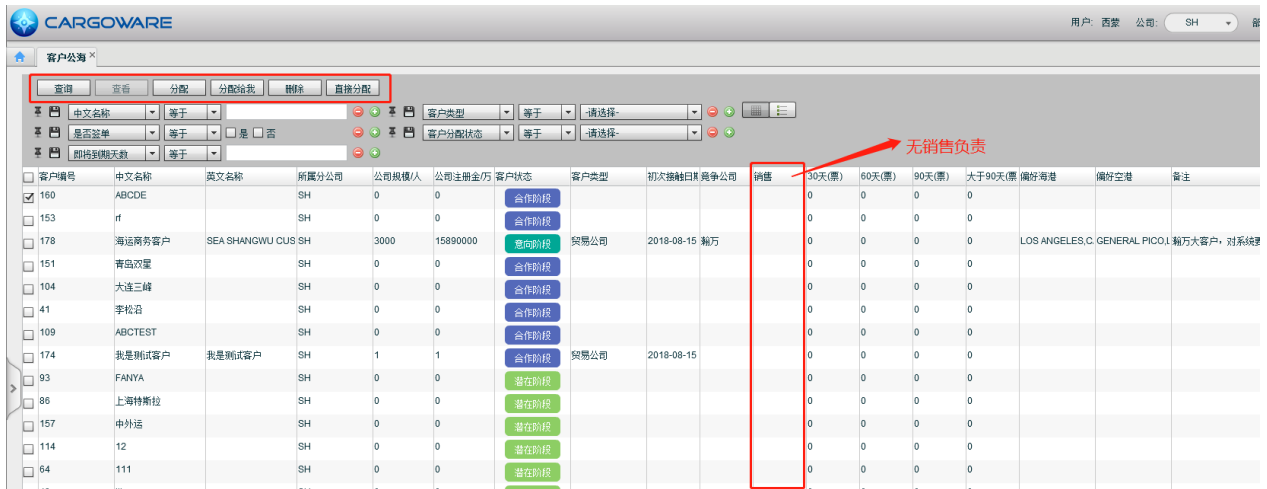 CARGOWARE 用户: 西蒙 公司: SH
客户公海 ×
查询 查看 分配 分配给我 删除 直接分配
中文名称 等于 客户类型 等于 -请选择-
是否签单 等于 是 否 客户分配状态 等于 -请选择-
即将到期天数 等于
无销售负责
客户编号 中文名称 英文名称 所属分公司 公司规模/人 公司注册金/万 客户状态 客户类型 初次接触日期 竞争公司 销售 30天(票) 60天(票) 90天(票) 大于90天(票 偏好海港 偏好空港 备注
160 ABCDE SH 0 0 合作阶段 0 0 0 0
153 rf SH 0 0 合作阶段 0 0 0 0
178 海运商务客户 SEA SHANGWU CUS SH 3000 15890000 意向阶段 贸易公司 2018-08-15 瀚万 0 0 0 0 LOS ANGELES,C. GENERAL PICO,L 瀚万大客户，对系统要
151 青岛双星 SH 0 0 合作阶段 0 0 0 0
104 大连三峰 SH 0 0 合作阶段 0 0 0 0
41 李松沿 SH 0 0 合作阶段 0 0 0 0
109 ABCTEST SH 0 0 合作阶段 0 0 0 0
174 我是测试客户 我是测试客户 SH 1 1 合作阶段 贸易公司 2018-08-15 0 0 0 0
93 FANYA SH 0 0 潜在阶段 0 0 0 0
86 上海特斯拉 SH 0 0 潜在阶段 0 0 0 0
157 中外运 SH 0 0 潜在阶段 0 0 0 0
114 12 SH 0 0 潜在阶段 0 0 0 0
64 111 SH 0 0 潜在阶段 0 0 0 0